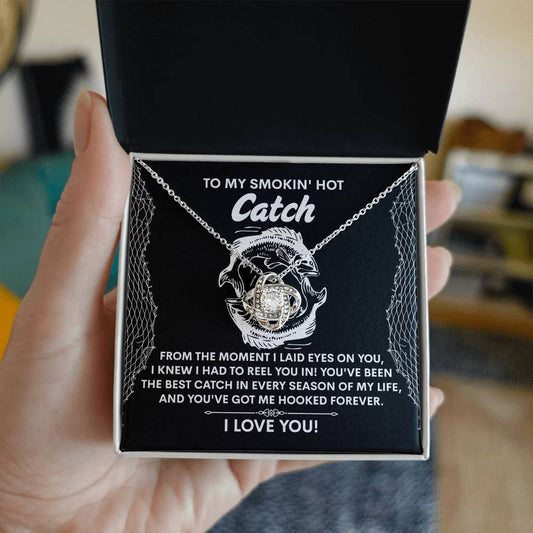 TO MY SMOKIN' HOT
Catch
FROM THE MOMENT I LAID EYES ON YOU,
I KNEW I HAD TO REEL YOU IN! YOU'VE BEEN
THE BEST CATCH IN EVERY SEASON OF MY LIFE,
AND YOU'VE GOT ME HOOKED FOREVER.
I LOVE YOU!